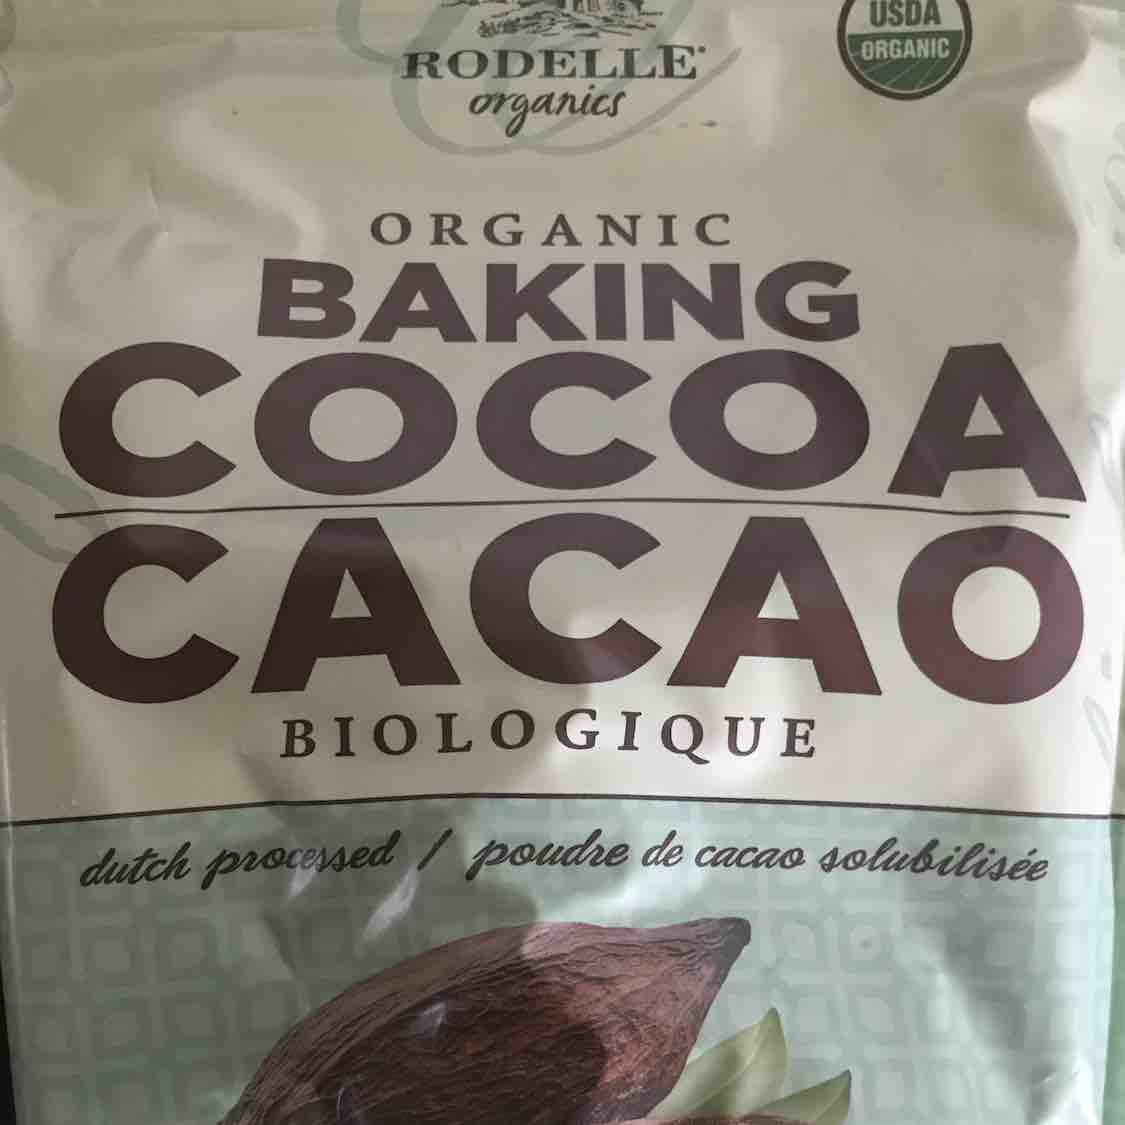 USDA
ORGANIC
RODELLE
organics
ORGANIC
BAKING
COCOA
CACAO
BIOLOGIQUE
dutch processed / poudre de cacao solubilisée